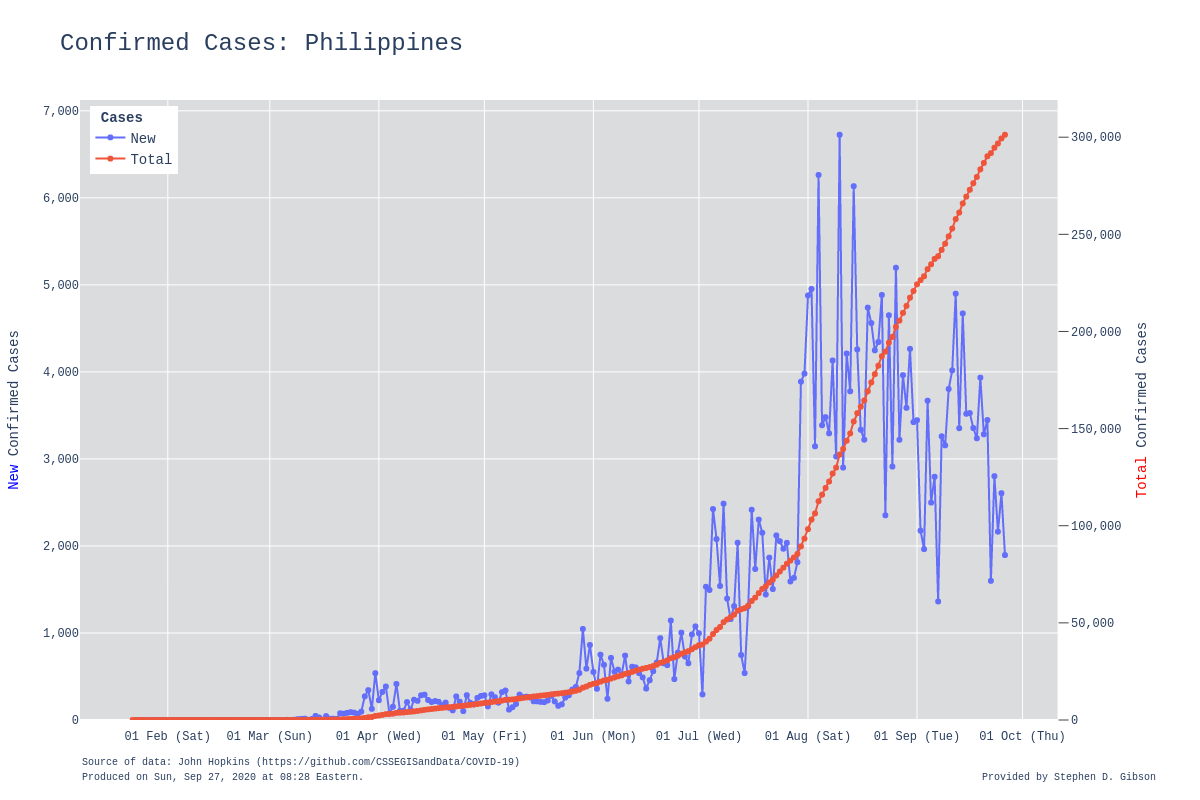 Confirmed Cases: Philippines
Cases
New
Total
7,000
6,000
5,000
4,000
3,000
2,000
1,000
0
New Confirmed Cases
300,000
250,000
200,000
150,000
100,000
50,000
0
Total Confirmed Cases
01 Feb (Sat) 01 Mar (Sun) 01 Apr (Wed) 01 May (Fri) 01 Jun (Mon) 01 Jul (Wed) 01 Aug (Sat) 01 Sep (Tue) 01 Oct (Thu)
Source of data: John Hopkins (https://github.com/CSSEGISandData/COVID-19)
Produced on Sun, Sep 27, 2020 at 08:28 Eastern.
Provided by Stephen D. Gibson